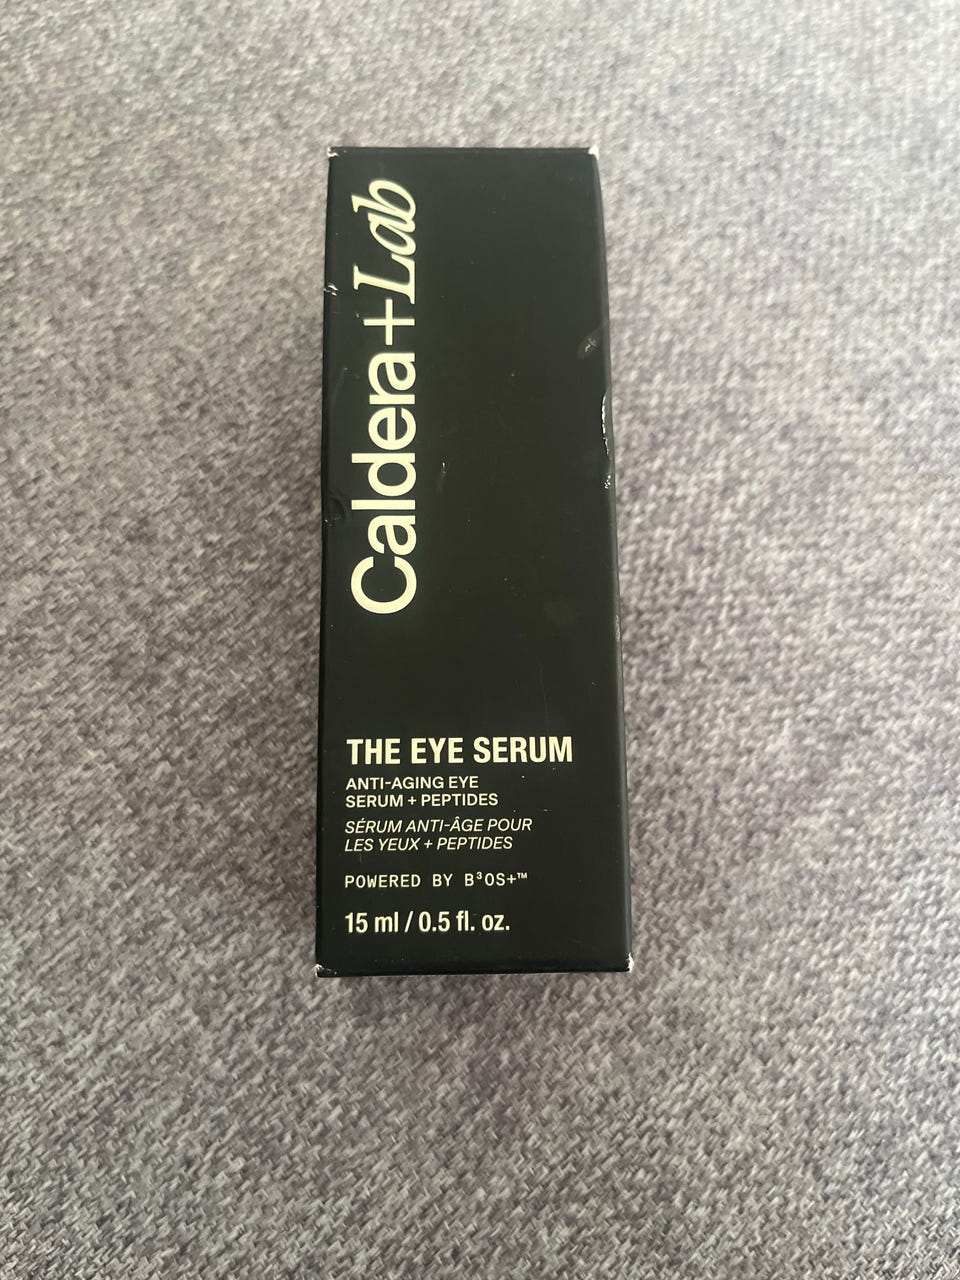 Caldera+Lab
THE EYE SERUM
ANTI-AGING EYE
SERUM + PEPTIDES
SÉRUM ANTI-ÂGE POUR
LES YEUX + PEPTIDES
POWERED BY B³OS+™
15 ml / 0.5 fl. oz.